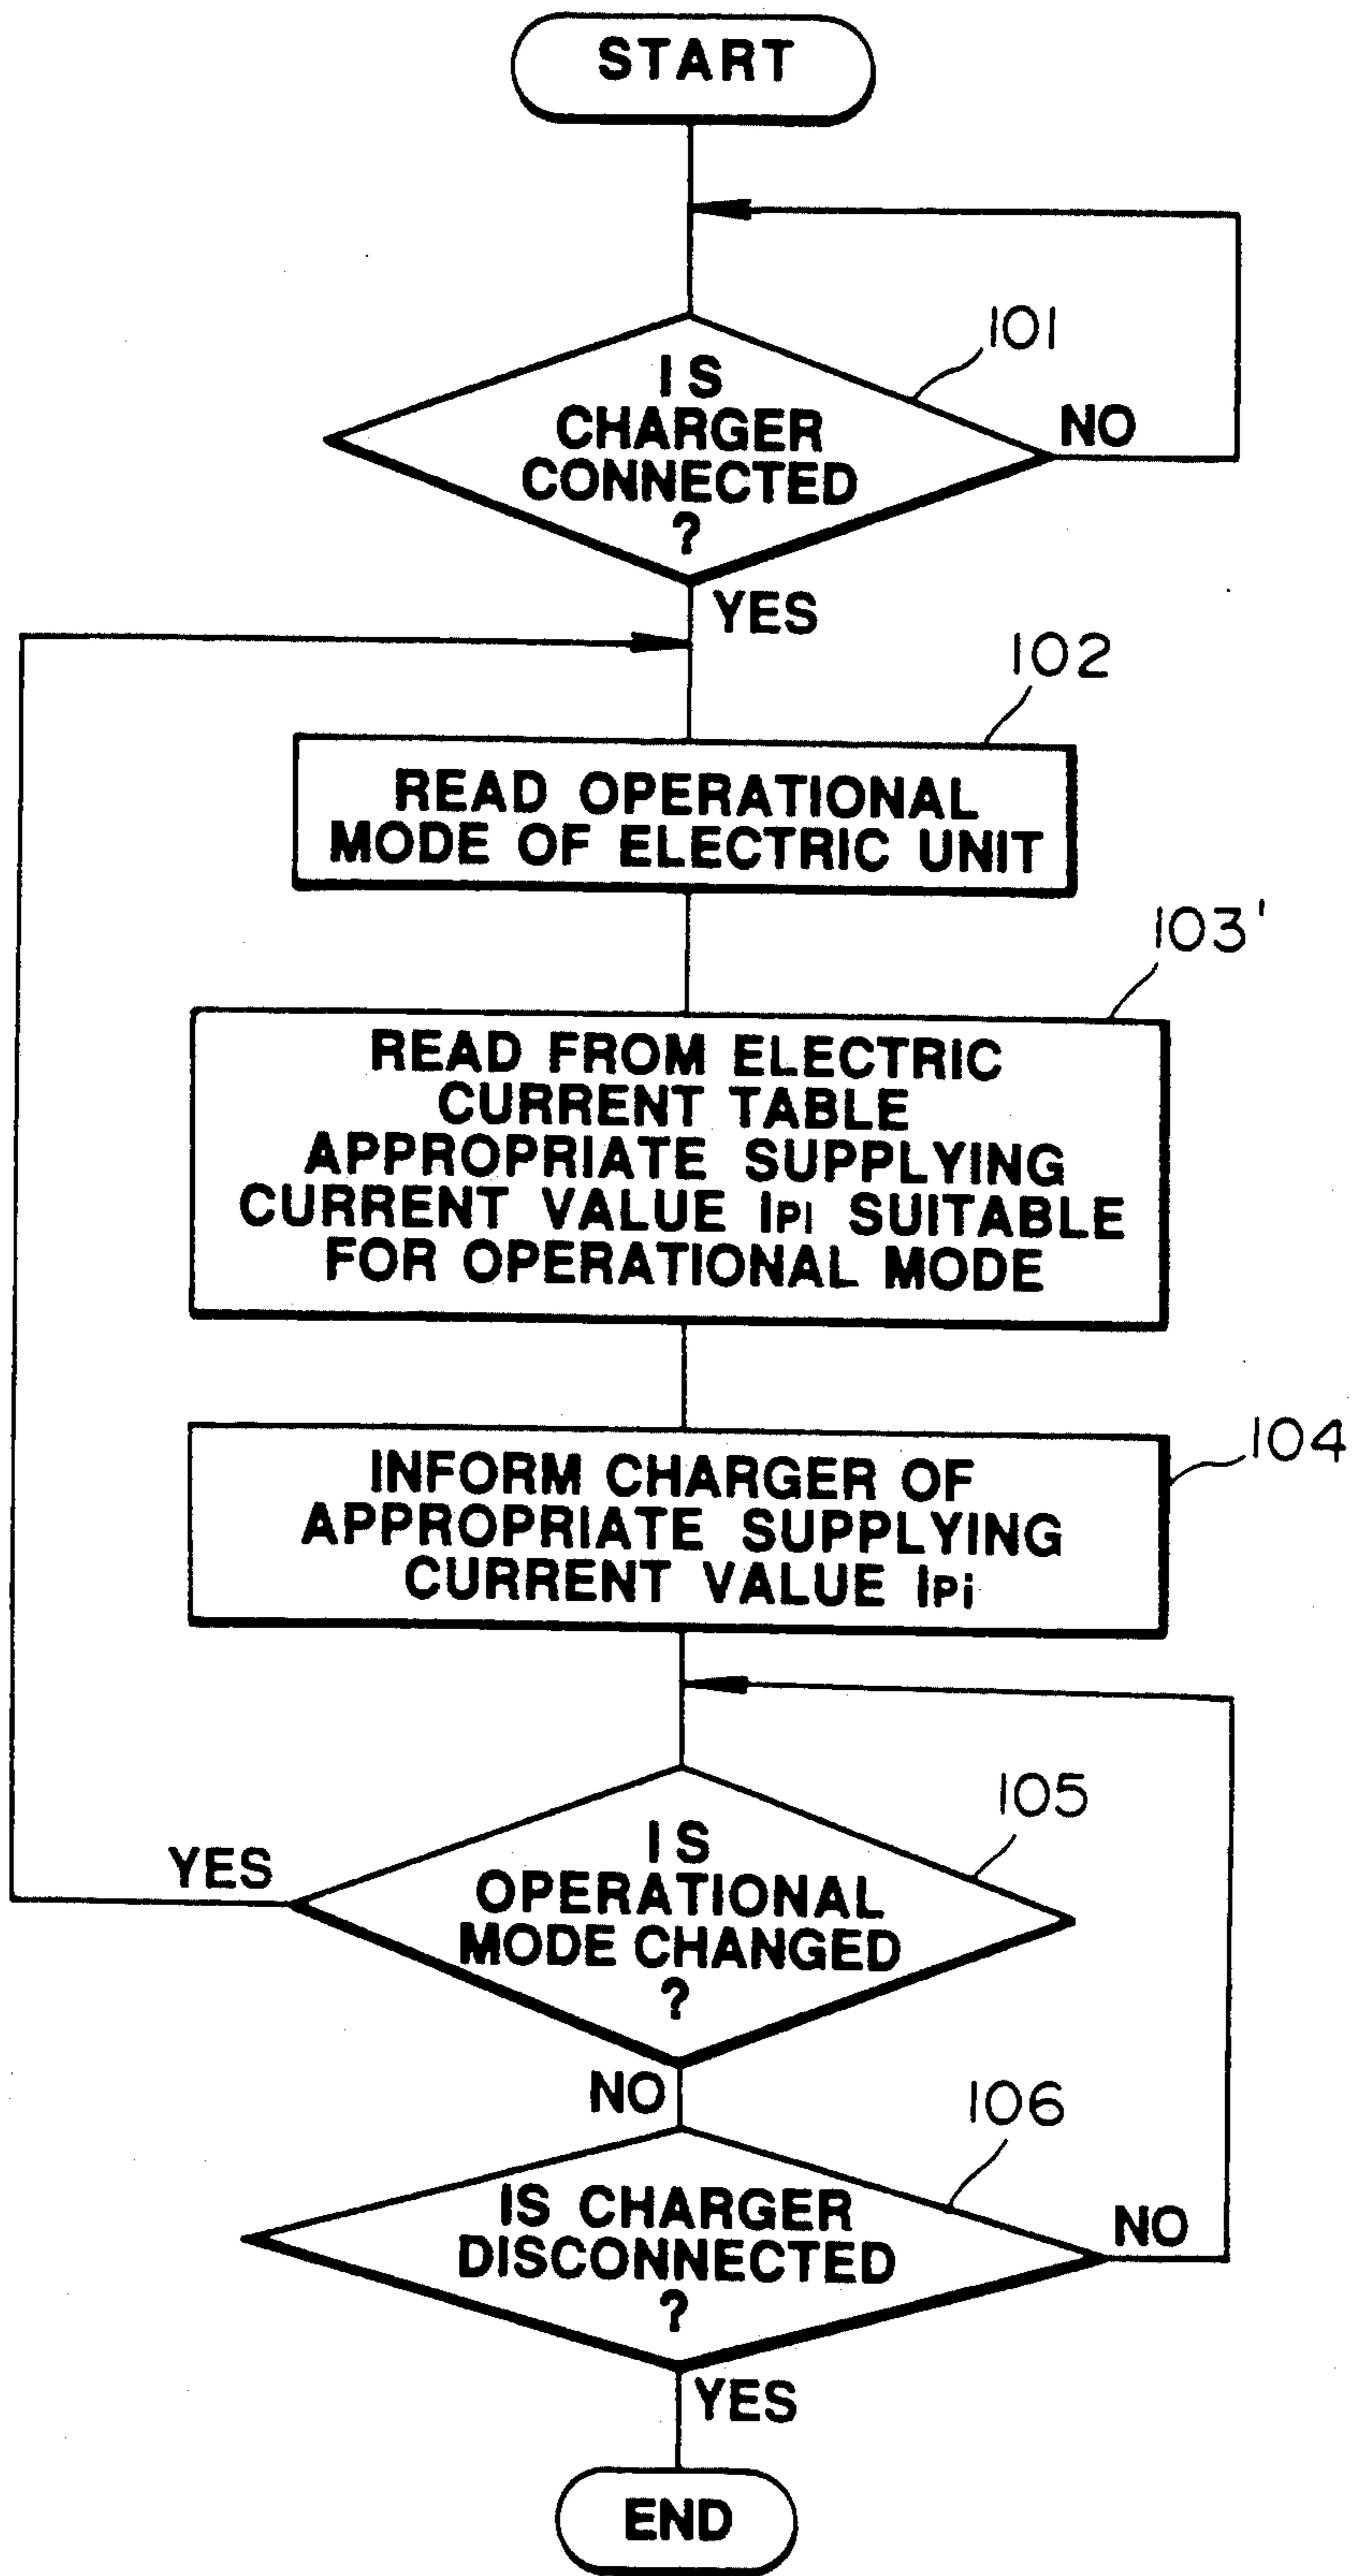 START
101
IS
CHARGER
CONNECTED
?
NO
YES
102
READ OPERATIONAL
MODE OF ELECTRIC UNIT
103'
READ FROM ELECTRIC
CURRENT TABLE
APPROPRIATE SUPPLYING
CURRENT VALUE IPi SUITABLE
FOR OPERATIONAL MODE
104
INFORM CHARGER OF
APPROPRIATE SUPPLYING
CURRENT VALUE IPi
105
IS
OPERATIONAL
MODE CHANGED
?
YES
NO
106
IS CHARGER
DISCONNECTED
?
NO
YES
END